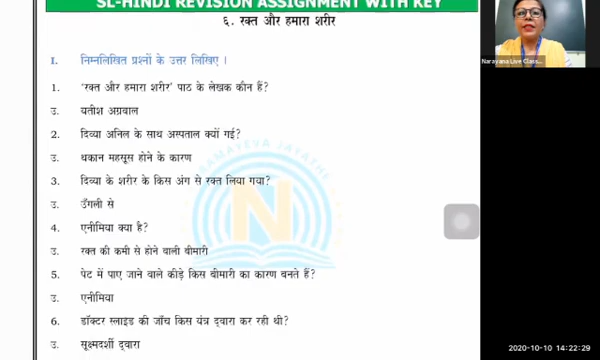 SL-HINDI REVISION ASSIGNMENT WITH KEY
६. रक्त और हमारा शरीर
I. निम्नलिखित प्रश्नों के उत्तर लिखिए ।
1. 'रक्त और हमारा शरीर' पाठ के लेखक कौन हैं?
उ. यतीश अग्रवाल
2. दिव्या अनिल के साथ अस्पताल क्यों गई?
उ. थकान महसूस होने के कारण
3. दिव्या के शरीर के किस अंग से रक्त लिया गया?
उ. उँगली से
4. एनीमिया क्या है?
उ. रक्त की कमी से होने वाली बीमारी
5. पेट में पाए जाने वाले कीड़े किस बीमारी का कारण बनते हैं?
उ. एनीमिया
6. डॉक्टर स्लाइड की जाँच किस यंत्र द्वारा कर रही थी?
उ. सूक्ष्मदर्शी द्वारा
Narayana Live Class...
2020-10-10 14:22:29